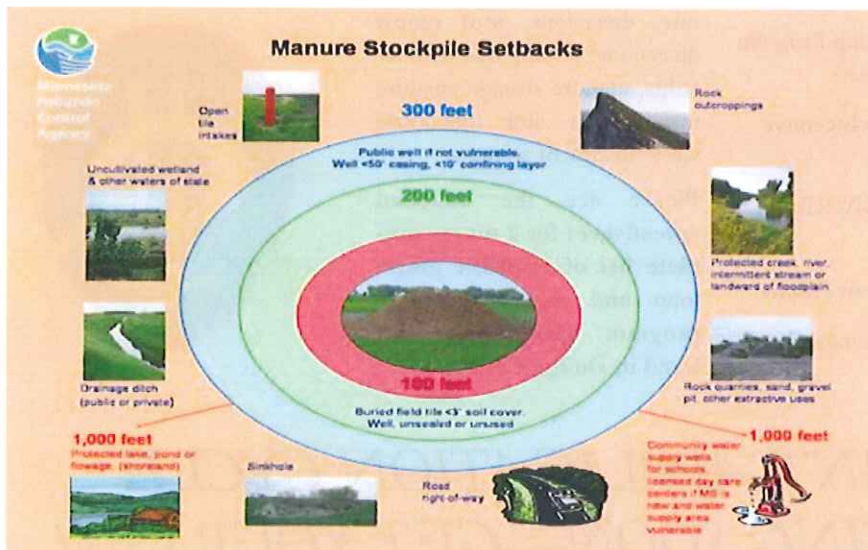 Manure Stockpile Setbacks
Minnesota
Pollution
Control
Agency
Open
tile
intakes
300 feet
Rock
outcroppings
Public well if not vulnerable.
Well <50' casing, <10' confining layer
Uncultivated wetland
& other waters of state
200 feet
Protected creek, river,
intermittent stream or
landward of floodplain
100 feet
Drainage ditch
(public or private)
Rock quarries, sand, gravel
pit, other extractive uses
Buried field tile <3' soil cover.
Well, unsealed or unused
1,000 feet
Protected lake, pond or
flowage, (shoreland)
Sinkhole
Road
right-of-way
Community water
supply wells
for schools,
licensed day care
centers if MS is
new and water
supply area
vulnerable
1,000 feet